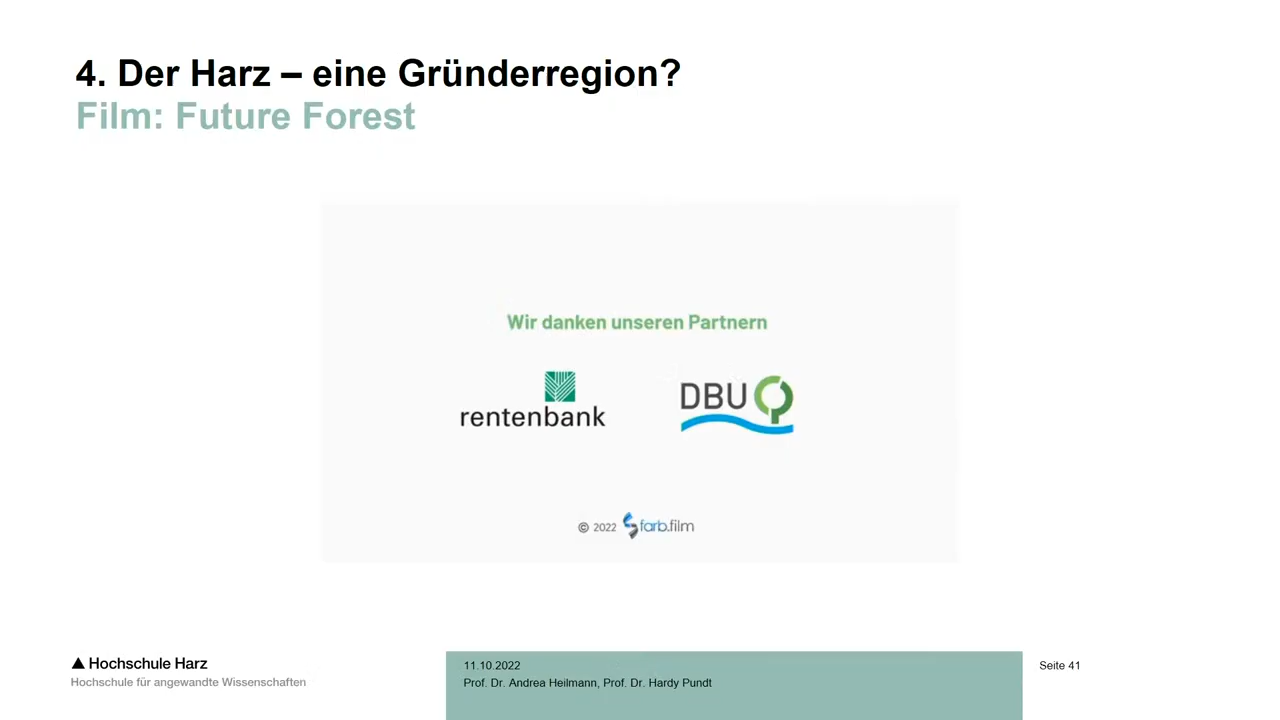 4. Der Harz – eine Gründerregion?
Film: Future Forest
Wir danken unseren Partnern
rentenbank
DBU
© 2022 farb.film
Hochschule Harz
Hochschule für angewandte Wissenschaften
11.10.2022
Prof. Dr. Andrea Heilmann, Prof. Dr. Hardy Pundt
Seite 41